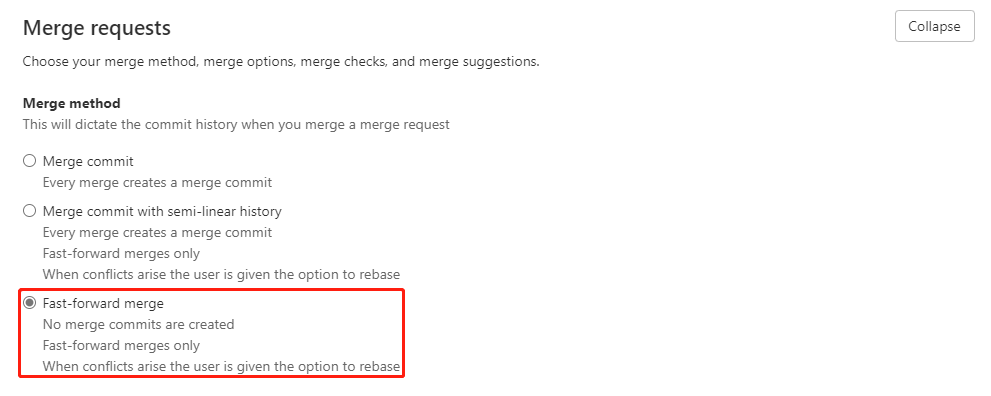 Merge requests
Collapse
Choose your merge method, merge options, merge checks, and merge suggestions.
Merge method
This will dictate the commit history when you merge a merge request
Merge commit
Every merge creates a merge commit
Merge commit with semi-linear history
Every merge creates a merge commit
Fast-forward merges only
When conflicts arise the user is given the option to rebase
Fast-forward merge
No merge commits are created
Fast-forward merges only
When conflicts arise the user is given the option to rebase